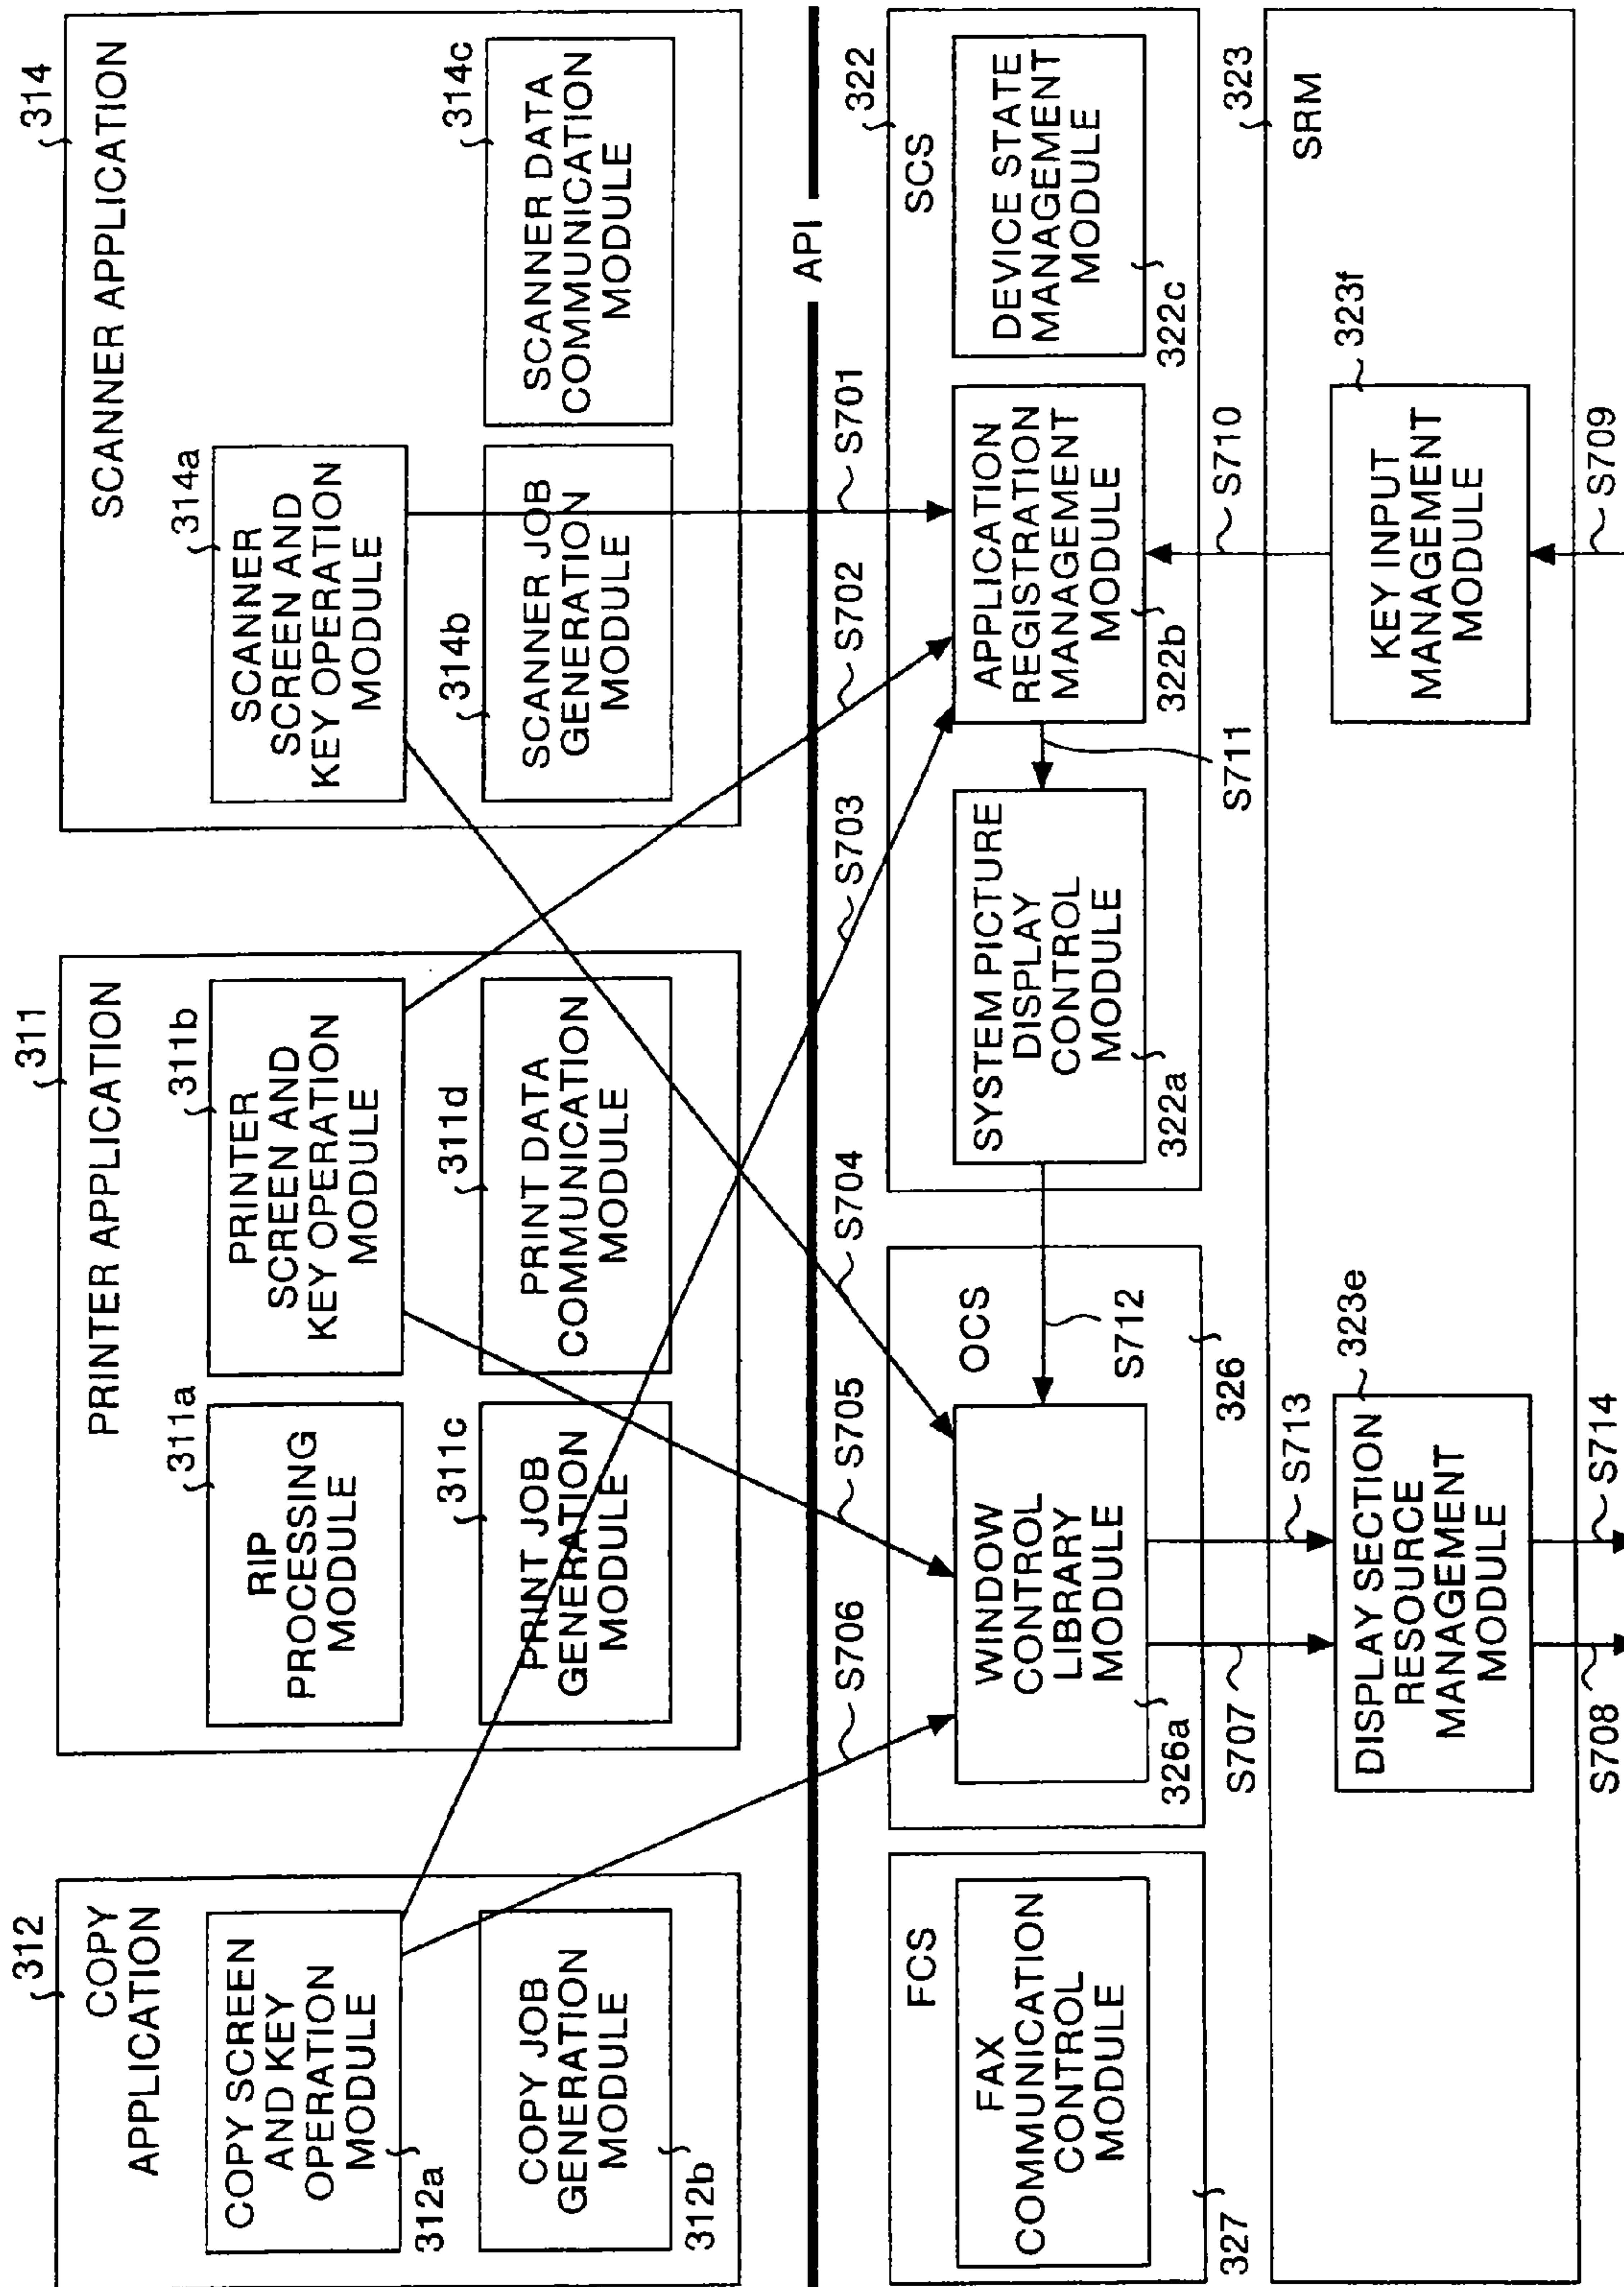 312
COPY
APPLICATION
COPY SCREEN
AND KEY
OPERATION
MODULE
312a
COPY JOB
GENERATION
MODULE
312b
311
PRINTER APPLICATION
311a
RIP
PROCESSING
MODULE
311b
PRINTER
SCREEN AND
KEY OPERATION
MODULE
311c
PRINT JOB
GENERATION
MODULE
311d
PRINT DATA
COMMUNICATION
MODULE
314
SCANNER APPLICATION
314a
SCANNER
SCREEN AND
KEY OPERATION
MODULE
314b
SCANNER JOB
GENERATION
MODULE
314c
SCANNER DATA
COMMUNICATION
MODULE
API
S706
S705
S704
S703
S702
S701
FCS
FAX
COMMUNICATION
CONTROL
MODULE
327
OCS
WINDOW
CONTROL
LIBRARY
MODULE
326a
S712
326
322
SCS
SYSTEM PICTURE
DISPLAY
CONTROL
MODULE
322a
S711
APPLICATION
REGISTRATION
MANAGEMENT
MODULE
322b
DEVICE STATE
MANAGEMENT
MODULE
322c
S707
S713
S710
323
SRM
323e
DISPLAY SECTION
RESOURCE
MANAGEMENT
MODULE
323f
KEY INPUT
MANAGEMENT
MODULE
S708
S714
S709